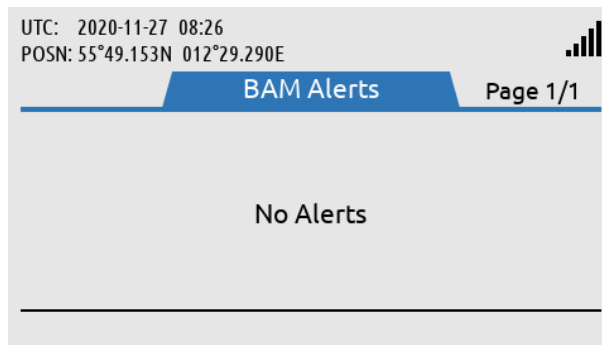 UTC: 2020-11-27 08:26
POSN: 55°49.153N 012°29.290E
BAM Alerts Page 1/1
No Alerts